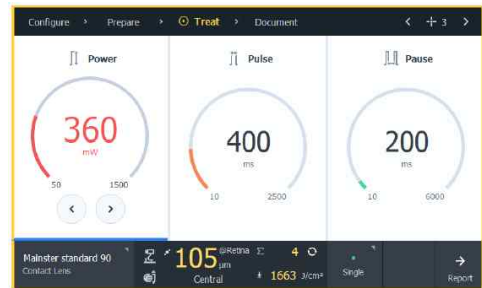 Configure > Prepare > Treat > Document < 3 >
Power
360
mW
50 1500
< >
Pulse
400
ms
10 2500
Pause
200
ms
10 6000
Mainster standard 90
Contact Lens
105 @Retina
µm
Central
Σ 4
1663 J/cm²
Single
Report